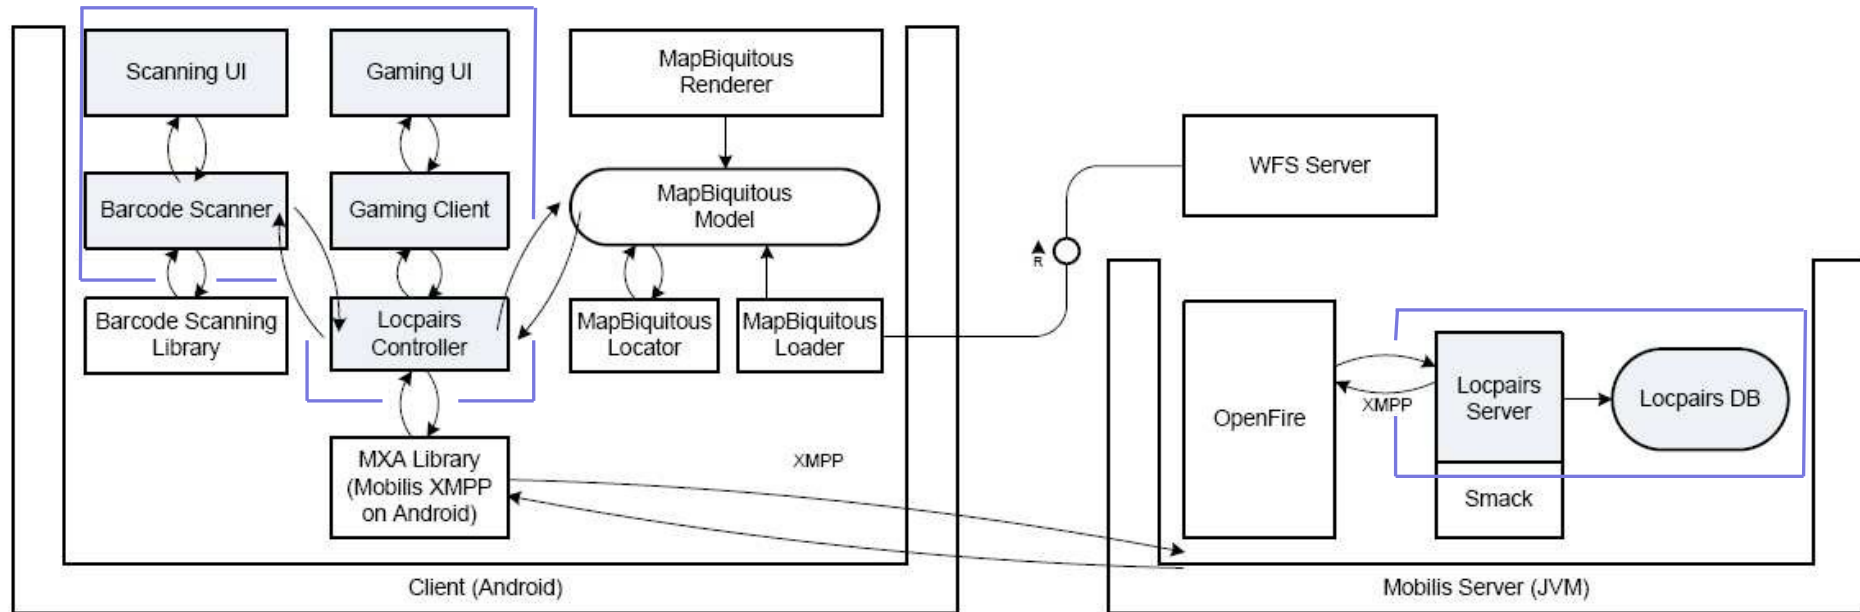 Scanning UI
Gaming UI
MapBiquitous
Renderer
WFS Server
Barcode Scanner
Gaming Client
MapBiquitous
Model
R
Barcode Scanning
Library
Locpairs
Controller
MapBiquitous
Locator
MapBiquitous
Loader
OpenFire
XMPP
Locpairs
Server
Locpairs DB
MXA Library
(Mobilis XMPP
on Android)
XMPP
Smack
Client (Android)
Mobilis Server (JVM)